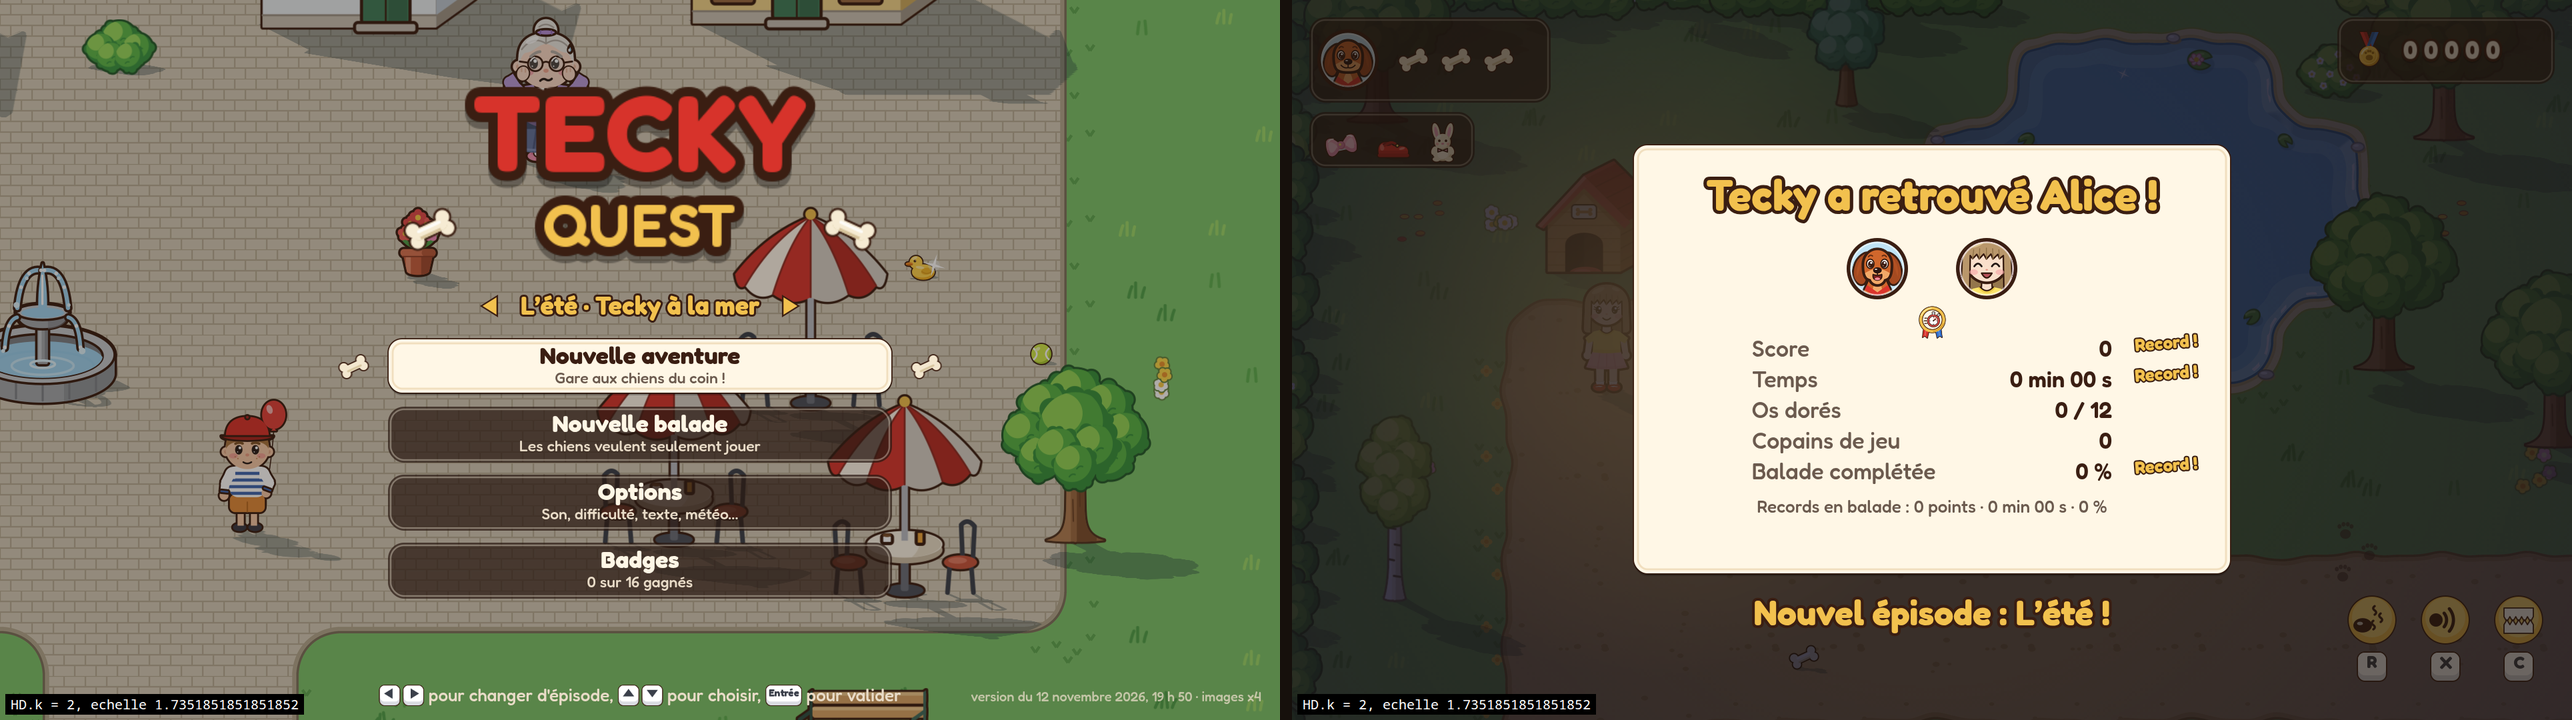 TECKY
QUEST
L'été · Tecky à la mer
Nouvelle aventure
Gare aux chiens du coin !
Nouvelle balade
Les chiens veulent seulement jouer
Options
Son, difficulté, texte, météo...
Badges
0 sur 16 gagnés
pour changer d'épisode, pour choisir, Entrée pour valider
version du 12 novembre 2026, 19 h 50 · images x4
HD.k = 2, echelle 1.7351851851851852
00000
Tecky a retrouvé Alice !
Score 0 Record !
Temps 0 min 00 s Record !
Os dorés 0 / 12
Copains de jeu 0
Balade complétée 0 % Record !
Records en balade : 0 points · 0 min 00 s · 0 %
Nouvel épisode : L'été !
R X C
HD.k = 2, echelle 1.7351851851851852